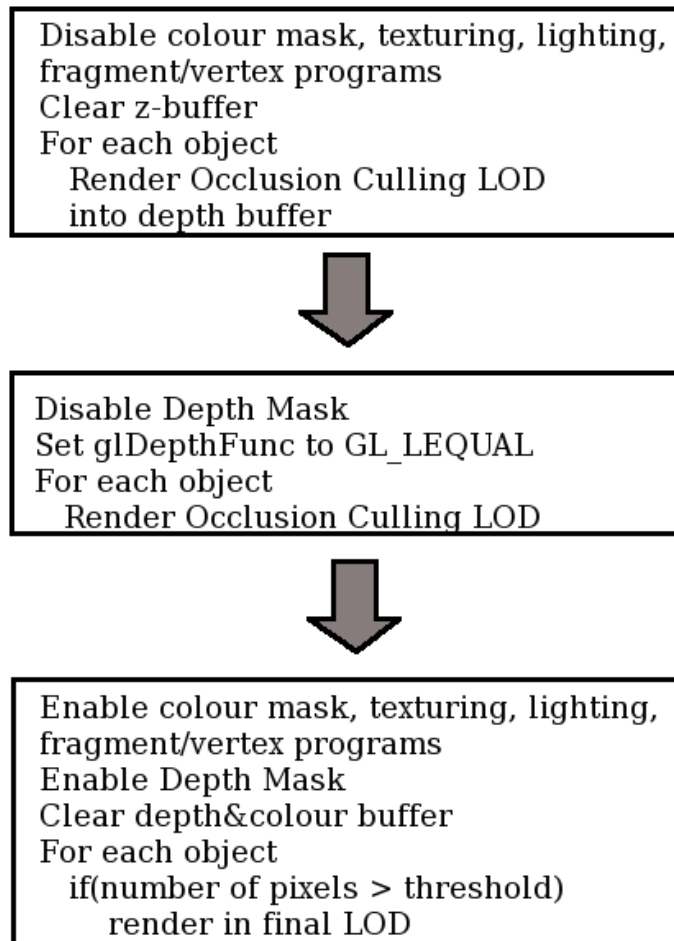 Disable colour mask, texturing, lighting,
fragment/vertex programs
Clear z-buffer
For each object
Render Occlusion Culling LOD
into depth buffer
Disable Depth Mask
Set glDepthFunc to GL_LEQUAL
For each object
Render Occlusion Culling LOD
Enable colour mask, texturing, lighting,
fragment/vertex programs
Enable Depth Mask
Clear depth&colour buffer
For each object
if(number of pixels > threshold)
render in final LOD